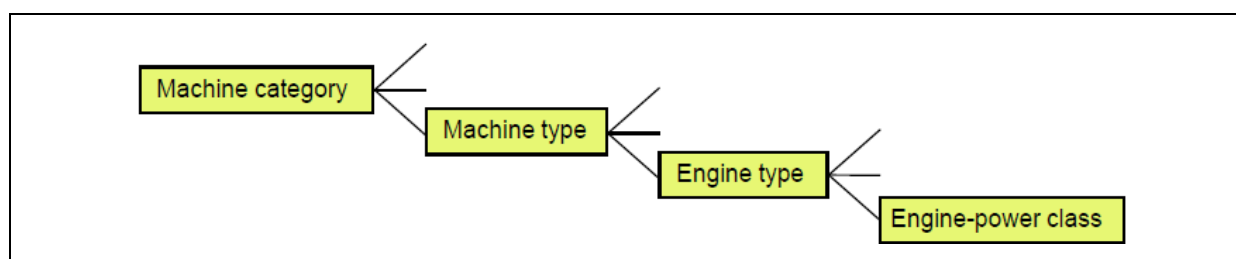 Machine category
Machine type
Engine type
Engine-power class